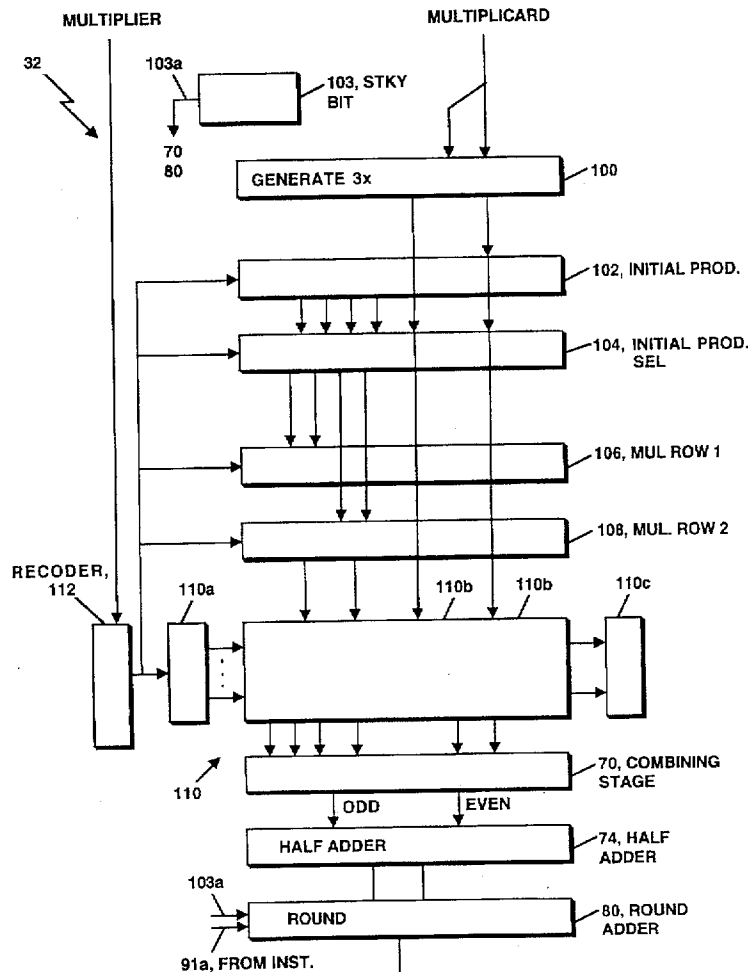 MULTIPLIER
MULTIPLICARD
32
103a
103, STKY
BIT
70
80
GENERATE 3x
100
102, INITIAL PROD.
104, INITIAL PROD.
SEL
106, MUL ROW 1
108, MUL. ROW 2
RECODER,
112
110a
110b
110b
110c
110
70, COMBINING
STAGE
ODD
EVEN
HALF ADDER
74, HALF
ADDER
103a
ROUND
80, ROUND
ADDER
91a, FROM INST.